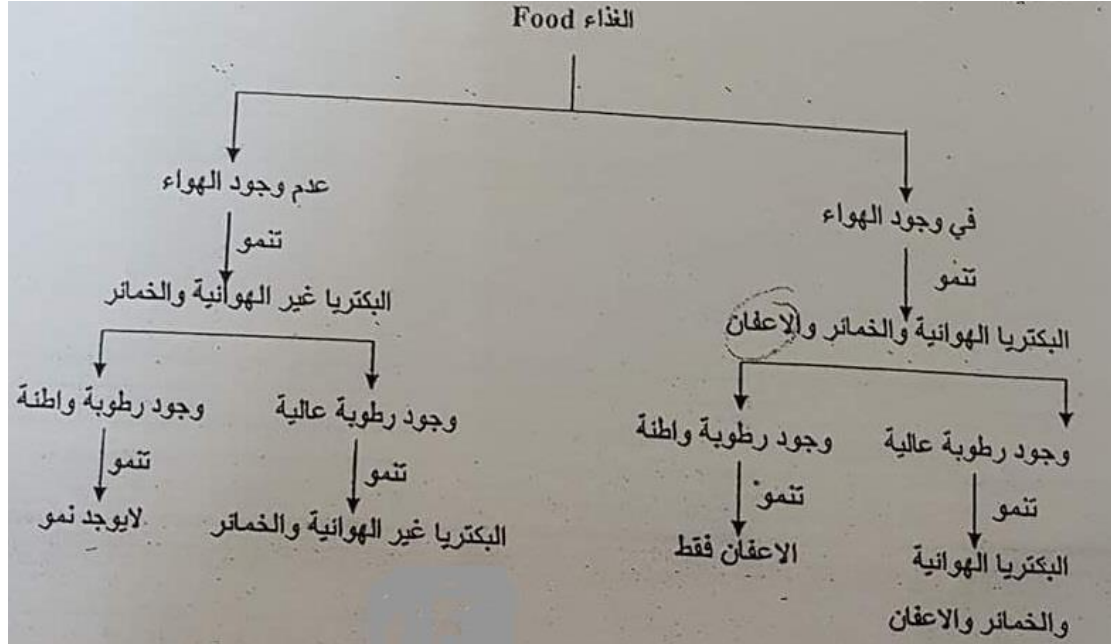 الغذاء Food
في وجود الهواء
تنمو
البكتريا الهوائية والخمائر والاعفان
وجود رطوبة عالية
تنمو
البكتريا الهوائية
والخمائر والاعفان
وجود رطوبة واطئة
تنمو
الاعفان فقط
عدم وجود الهواء
تنمو
البكتريا غير الهوائية والخمائر
وجود رطوبة عالية
تنمو
البكتريا غير الهوائية والخمائر
وجود رطوبة واطئة
تنمو
لايوجد نمو